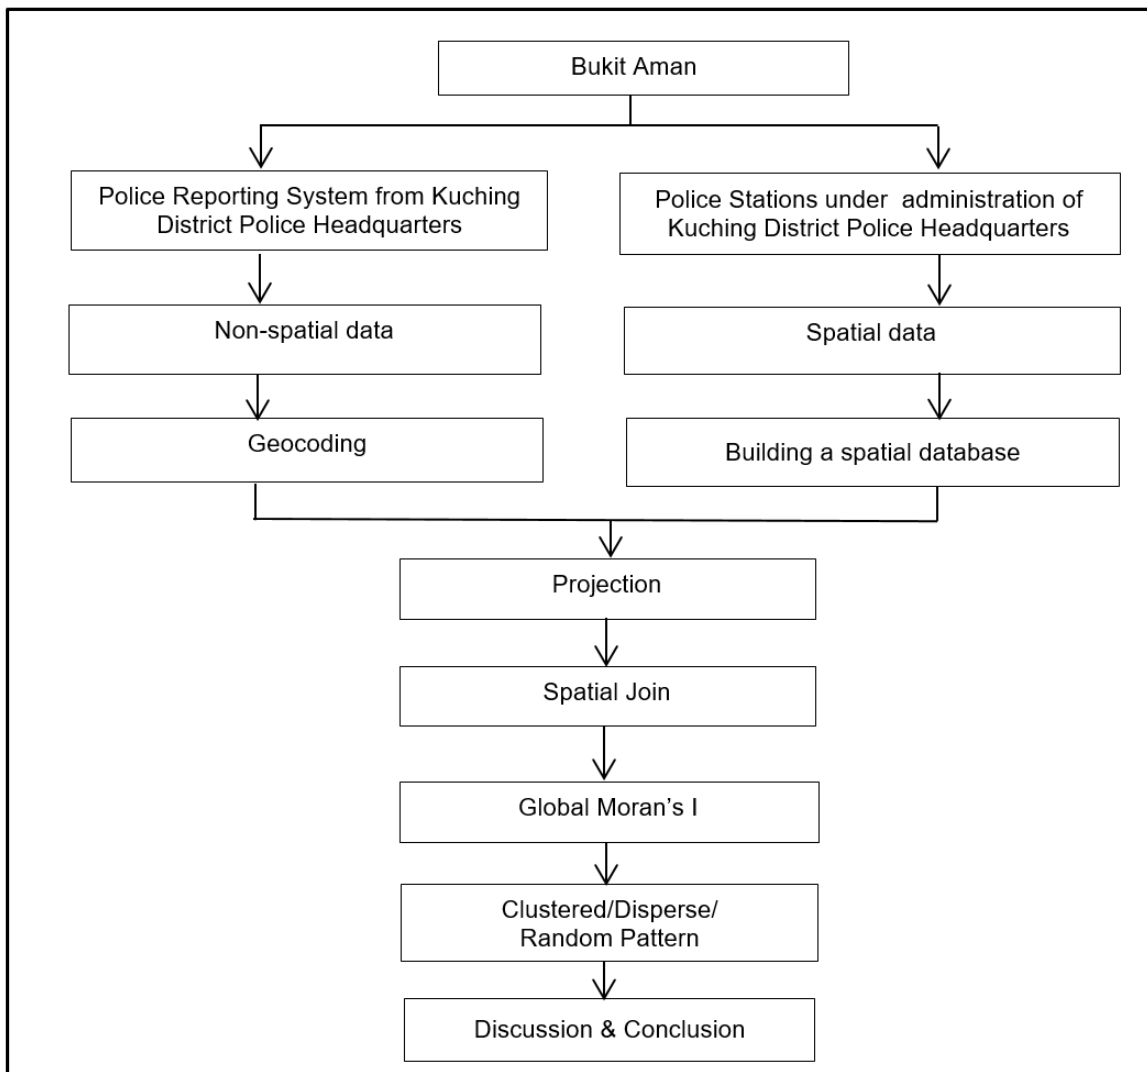 Bukit Aman
Police Reporting System from Kuching
District Police Headquarters
Police Stations under administration of
Kuching District Police Headquarters
Non-spatial data
Spatial data
Geocoding
Building a spatial database
Projection
Spatial Join
Global Moran’s I
Clustered/Disperse/
Random Pattern
Discussion & Conclusion